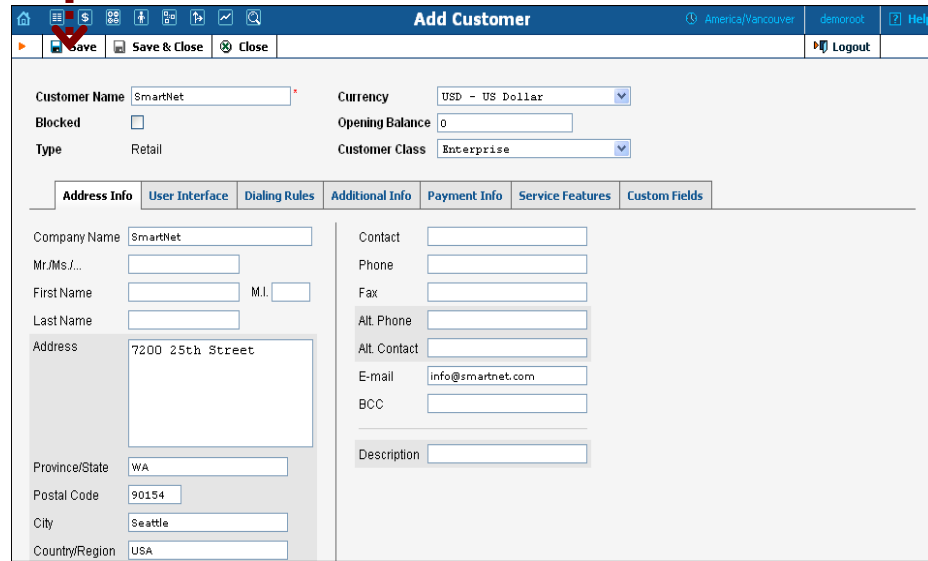 Add Customer America/Vancouver demoroot ? Help
Save Save & Close Close Logout
Customer Name SmartNet * Currency USD - US Dollar
Blocked Opening Balance 0
Type Retail Customer Class Enterprise
Address Info User Interface Dialing Rules Additional Info Payment Info Service Features Custom Fields
Company Name SmartNet Contact
Mr./Ms./... Phone
First Name M.I. Fax
Last Name Alt. Phone
Address 7200 25th Street Alt. Contact
E-mail info@smartnet.com
BCC
Description
Province/State WA
Postal Code 90154
City Seattle
Country/Region USA